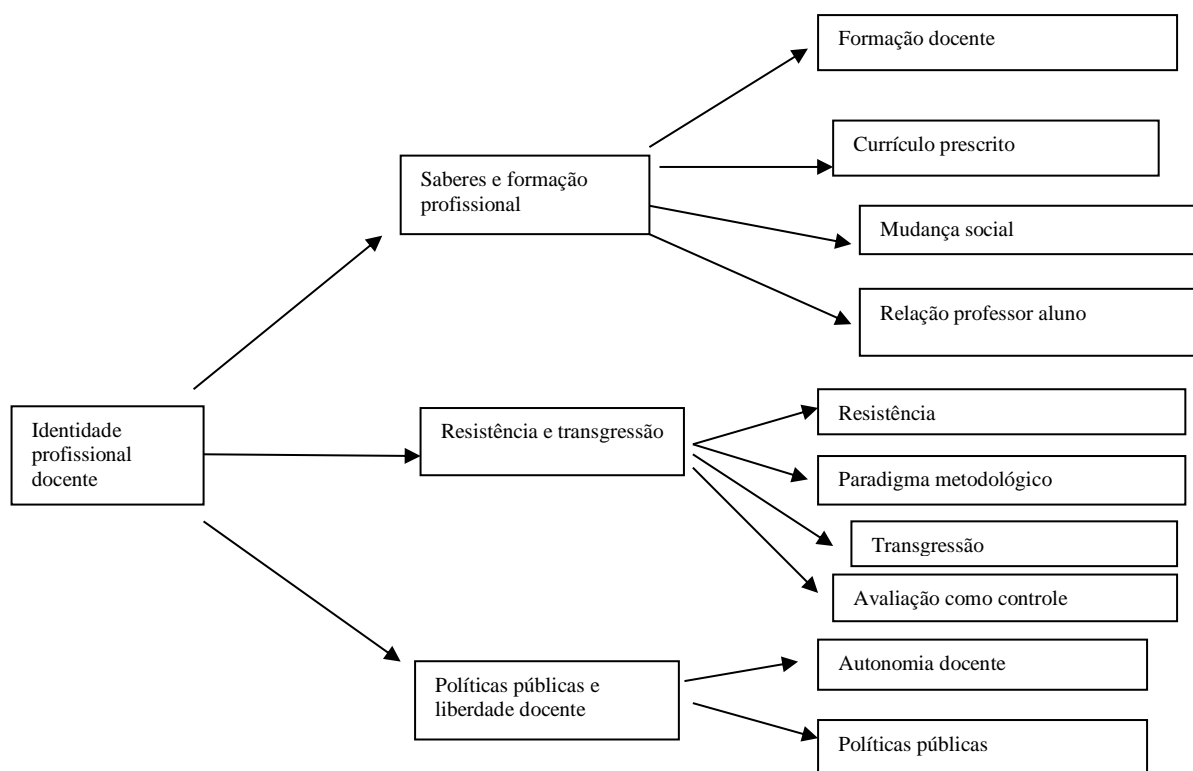 Formação docente
Currículo prescrito
Saberes e formação
profissional
Mudança social
Relação professor aluno
Identidade
profissional
docente
Resistência e transgressão
Resistência
Paradigma metodológico
Transgressão
Avaliação como controle
Políticas públicas e
liberdade docente
Autonomia docente
Políticas públicas